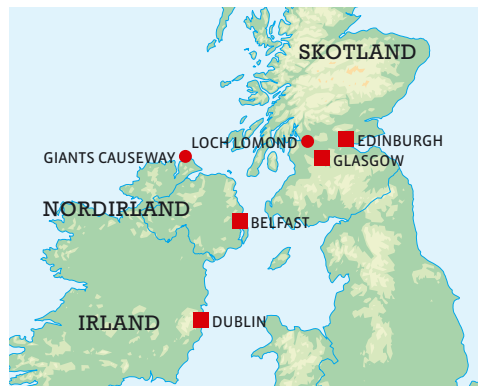 SKOTLAND
LOCH LOMOND
EDINBURGH
GIANTS CAUSEWAY
GLASGOW
NORDIRLAND
BELFAST
IRLAND
DUBLIN